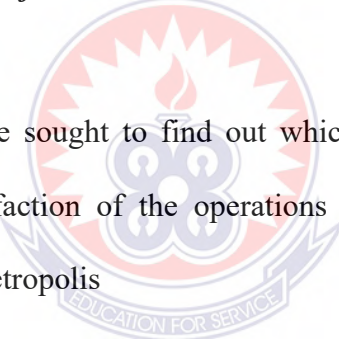 e sought to find out whic
faction of the operations
etropolis
EDUCATION FOR SERVICE